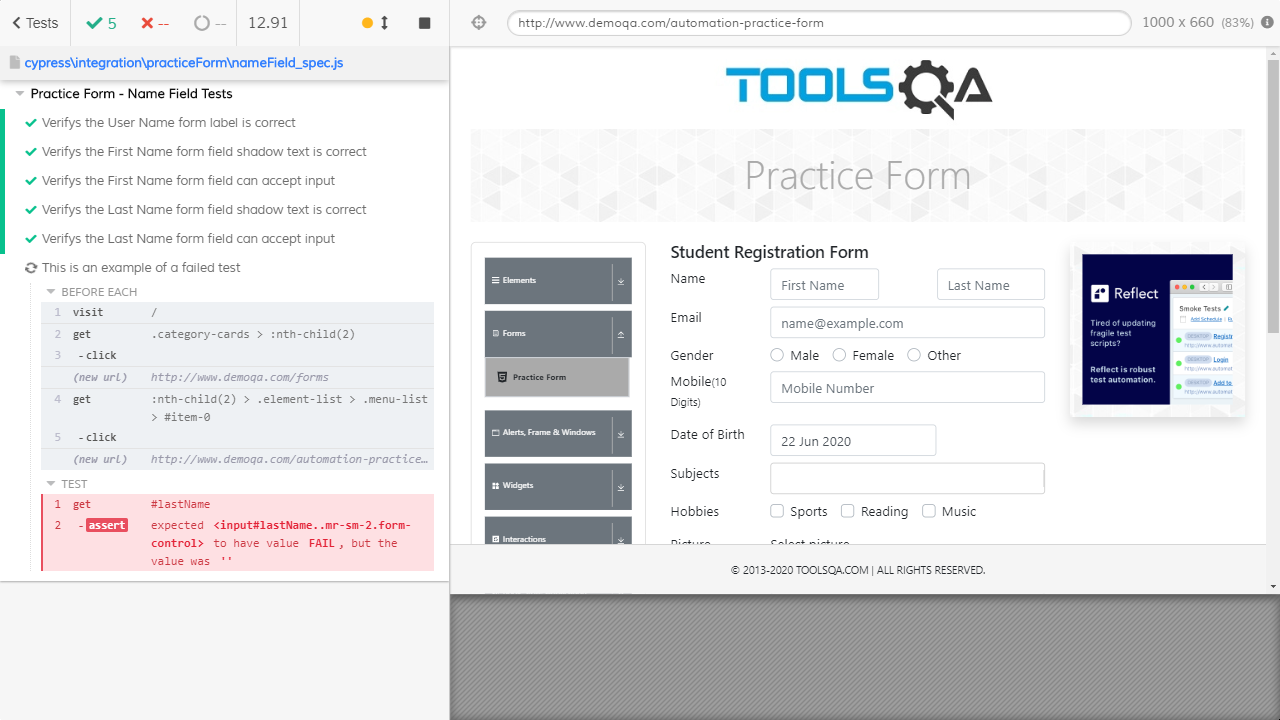 Tests
5
--
--
12.91
http://www.demoqa.com/automation-practice-form
1000 x 660 (83%)
cypress\integration\practiceForm\nameField_spec.js
Practice Form - Name Field Tests
Verifys the User Name form label is correct
Verifys the First Name form field shadow text is correct
Verifys the First Name form field can accept input
Verifys the Last Name form field shadow text is correct
Verifys the Last Name form field can accept input
This is an example of a failed test
BEFORE EACH
1 visit /
2 get .category-cards > :nth-child(2)
3 -click
(new url) http://www.demoqa.com/forms
4 get :nth-child(2) > .element-list > .menu-list
> #item-0
5 -click
(new url) http://www.demoqa.com/automation-practice…
TEST
1 get #lastName
2 -assert expected <input#lastName..mr-sm-2.form-
control> to have value FAIL, but the
value was ''
TOOLSQA
Practice Form
Elements
Forms
Practice Form
Alerts, Frame & Windows
Widgets
Interactions
Student Registration Form
Name First Name Last Name
Email name@example.com
Gender Male Female Other
Mobile(10
Digits) Mobile Number
Date of Birth 22 Jun 2020
Subjects
Hobbies Sports Reading Music
Picture Select picture
Reflect
Tired of updating
fragile test
scripts?
Reflect is robust
test automation.
Smoke Tests
Add Schedule
Registr
http://www.automat
Login
http://www.automat
Add to
http://www.automat
© 2013-2020 TOOLSQA.COM | ALL RIGHTS RESERVED.